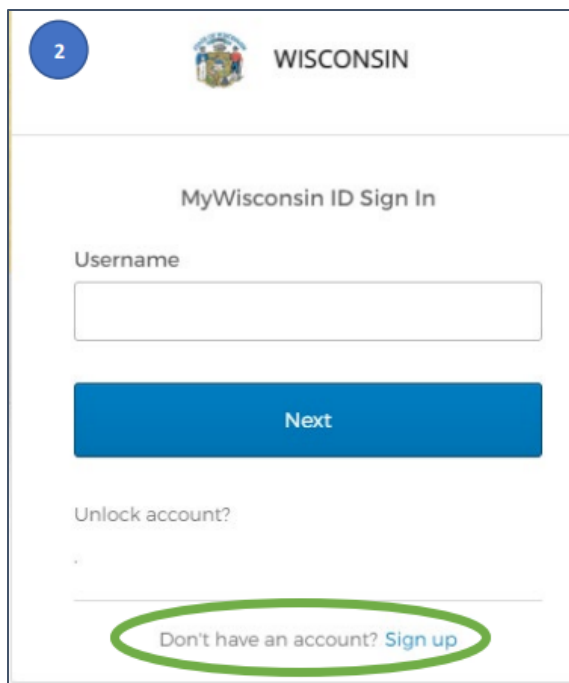 2
WISCONSIN
MyWisconsin ID Sign In
Username
Next
Unlock account?
.
Don't have an account? Sign up